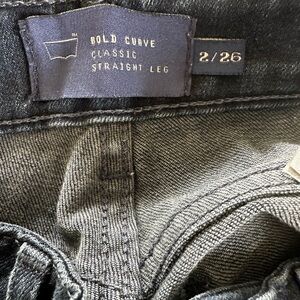 BOLD CURVE
CLASSIC
STRAIGHT LEG
2/26